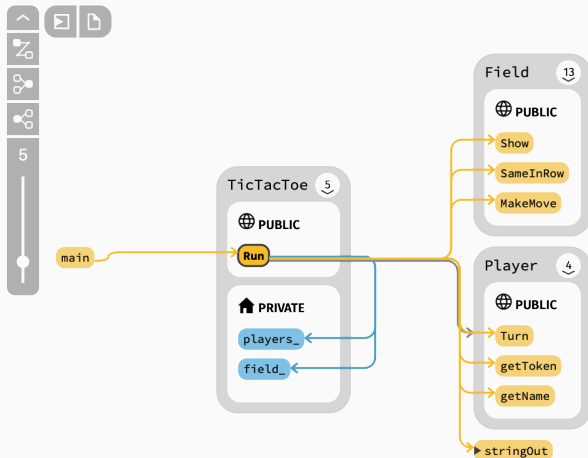 5
main
TicTacToe
5
PUBLIC
Run
PRIVATE
players_
field_
Field
13
PUBLIC
Show
SameInRow
MakeMove
Player
4
PUBLIC
Turn
getToken
getName
stringOut